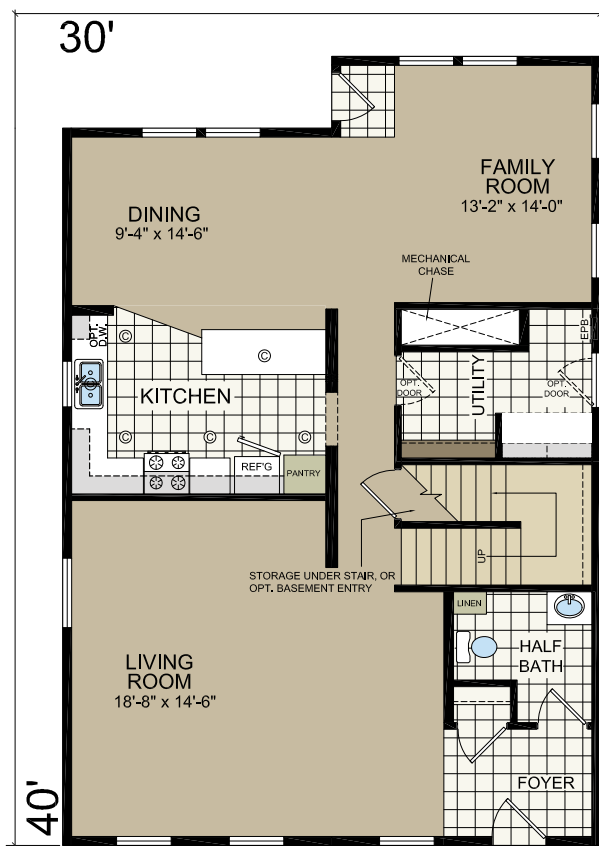 30'
FAMILY
ROOM
13'-2" x 14'-0"
DINING
9'-4" x 14'-6"
MECHANICAL
CHASE
OPT.
D.W.
EPB
©
©
KITCHEN
UTILITY
OPT.
DOOR
OPT.
DOOR
©
©
©
REF'G
PANTRY
UP
STORAGE UNDER STAIR, OR
OPT. BASEMENT ENTRY
LINEN
HALF
BATH
LIVING
ROOM
18'-8" x 14'-6"
FOYER
40'